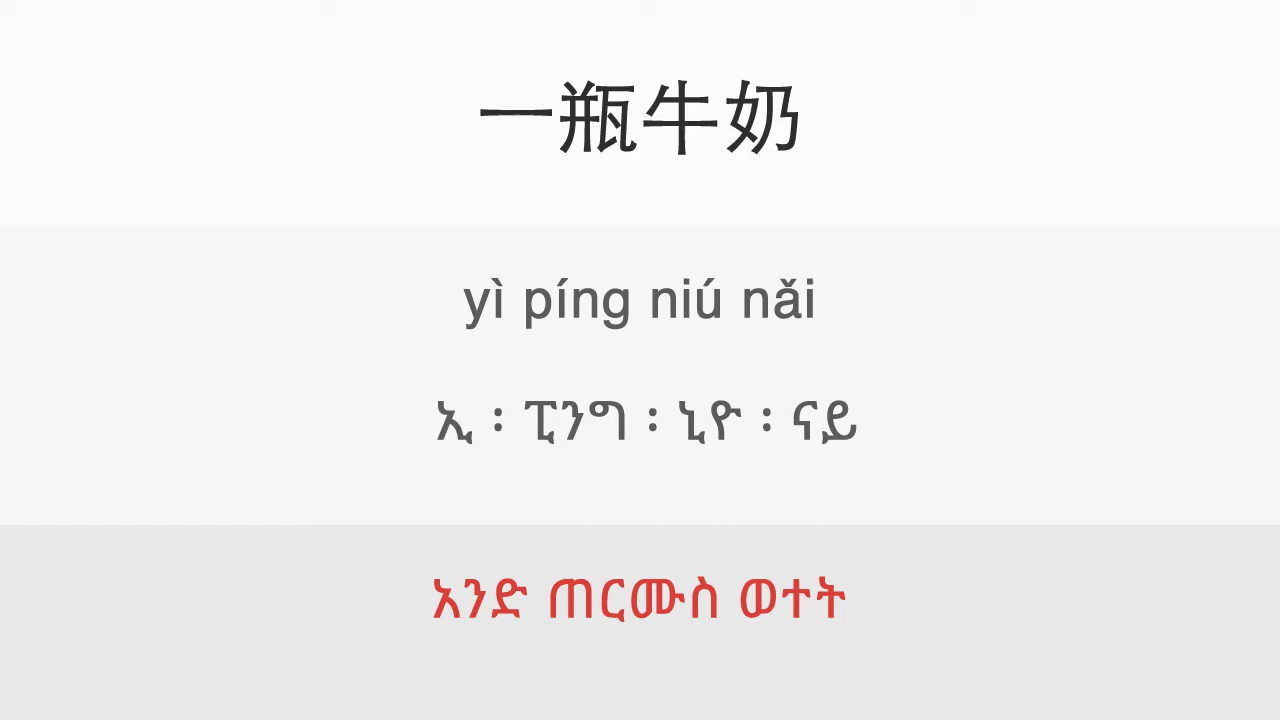 一瓶牛奶
yì píng niú nǎi
ኢ ፡ ፒንግ ፡ ኒዮ ፡ ናይ
አንድ ጠርሙስ ወተት